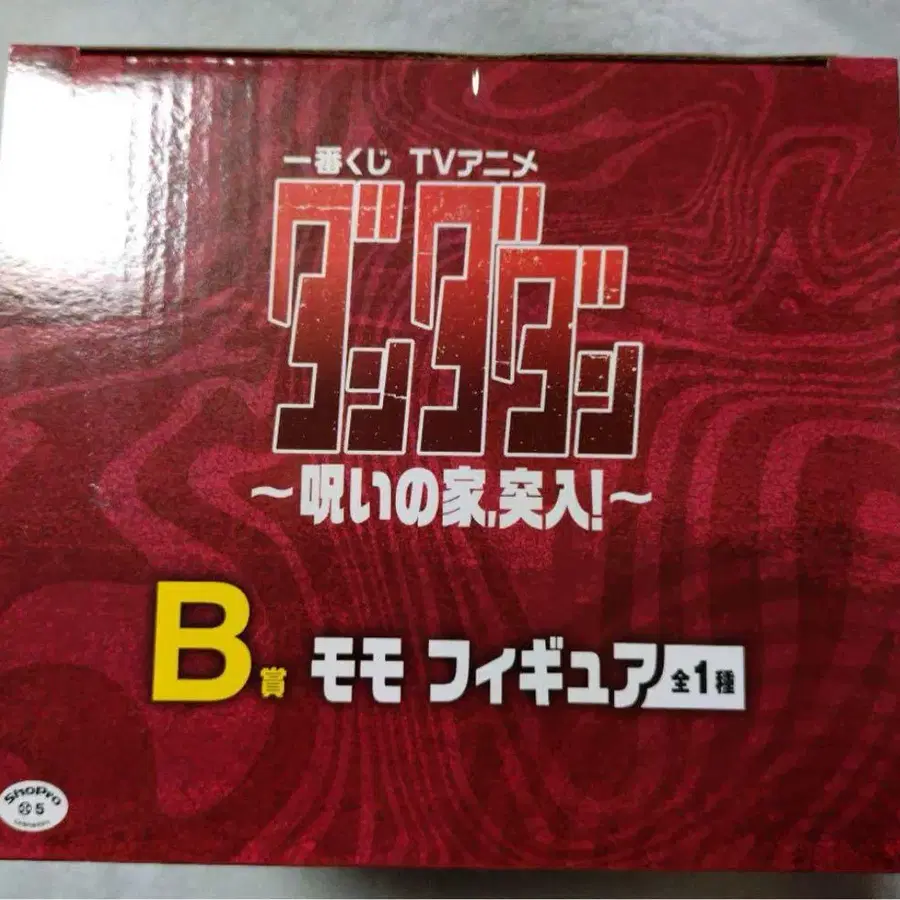 一番くじ TVアニメ
ダンダダン
～呪いの家,突入!～
B賞 モモ フィギュア 全1種
ShoPro
5